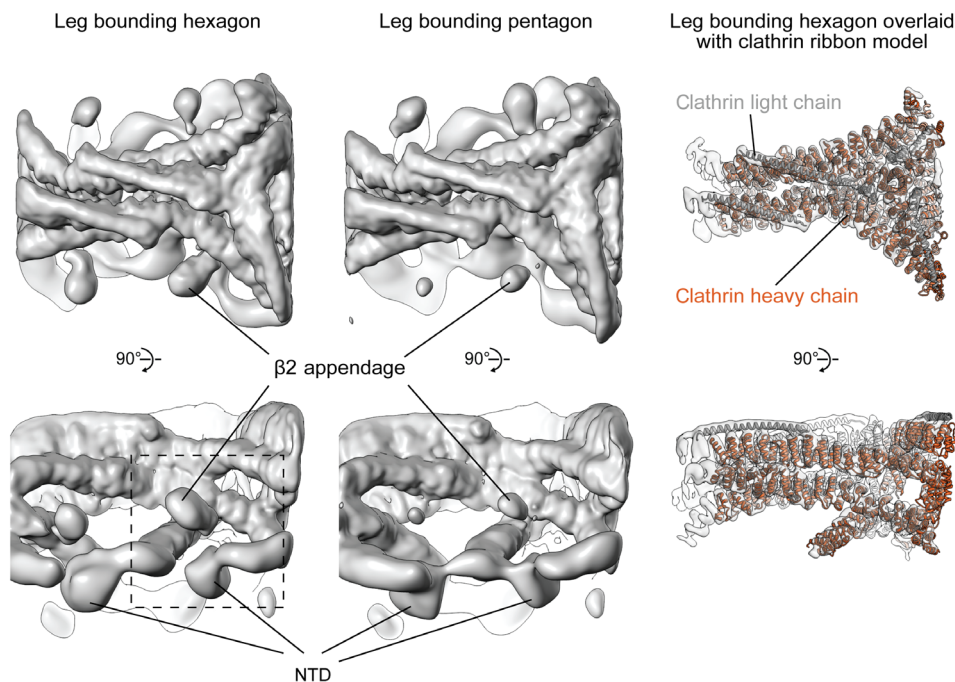 Leg bounding hexagon
Leg bounding pentagon
Leg bounding hexagon overlaid
with clathrin ribbon model
Clathrin light chain
Clathrin heavy chain
90°
90°
90°
β2 appendage
NTD